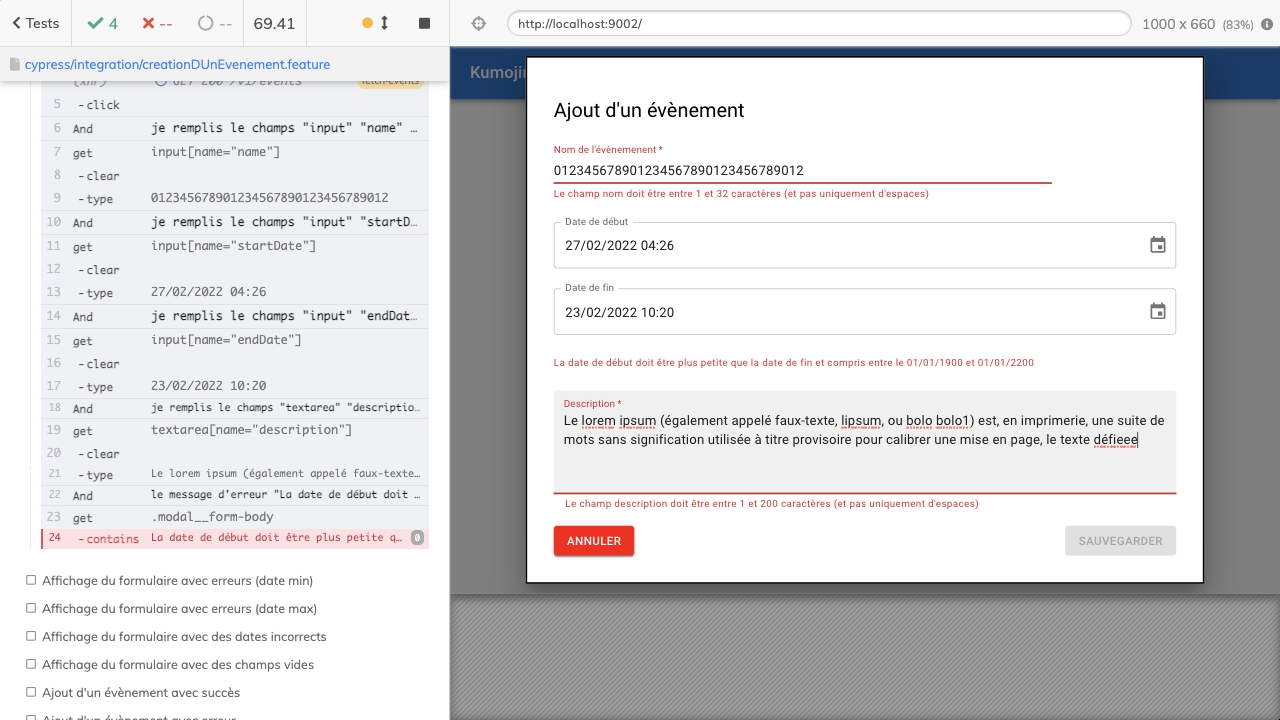 Tests
4
--
--
69.41
http://localhost:9002/
1000 x 660 (83%)
cypress/integration/creationDUnEvenement.feature
(xhr) GET 200 /v1/events fetch-events
5 -click
6 And je remplis le champs "input" "name" …
7 get input[name="name"]
8 -clear
9 -type 012345678901234567890123456789012
10 And je remplis le champs "input" "startD…
11 get input[name="startDate"]
12 -clear
13 -type 27/02/2022 04:26
14 And je remplis le champs "input" "endDat…
15 get input[name="endDate"]
16 -clear
17 -type 23/02/2022 10:20
18 And je remplis le champs "textarea" "descriptio…
19 get textarea[name="description"]
20 -clear
21 -type Le lorem ipsum (également appelé faux-texte…
22 And le message d'erreur "La date de début doit …
23 get .modal__form-body
24 -contains La date de début doit être plus petite q… 0
Affichage du formulaire avec erreurs (date min)
Affichage du formulaire avec erreurs (date max)
Affichage du formulaire avec des dates incorrects
Affichage du formulaire avec des champs vides
Ajout d'un évènement avec succès
Ajout d'un évènement avec erreur
Kumojin
Ajout d'un évènement
Nom de l'évènemenent *
012345678901234567890123456789012
Le champ nom doit être entre 1 et 32 caractères (et pas uniquement d'espaces)
Date de début
27/02/2022 04:26
Date de fin
23/02/2022 10:20
La date de début doit être plus petite que la date de fin et compris entre le 01/01/1900 et 01/01/2200
Description *
Le lorem ipsum (également appelé faux-texte, lipsum, ou bolo bolo1) est, en imprimerie, une suite de
mots sans signification utilisée à titre provisoire pour calibrer une mise en page, le texte défieee
Le champ description doit être entre 1 et 200 caractères (et pas uniquement d'espaces)
ANNULER
SAUVEGARDER